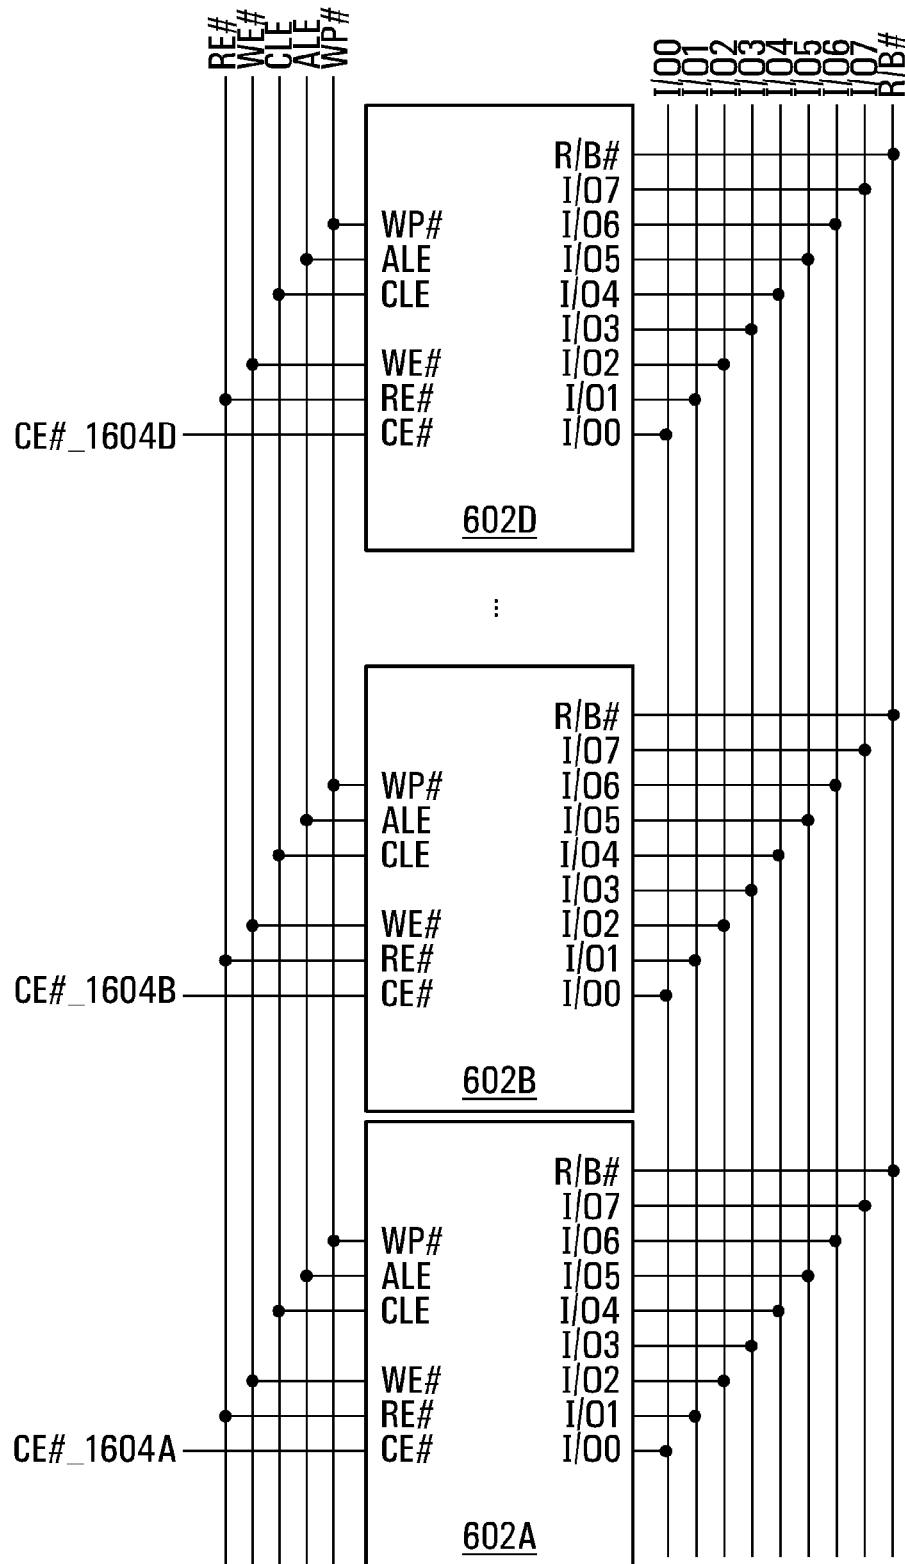 RE#
WE#
CLE
ALE
WP#
I/O0
I/O1
I/O2
I/O3
I/O4
I/O5
I/O6
I/O7
R/B#
R/B#
I/O7
WP# I/O6
ALE I/O5
CLE I/O4
I/O3
WE# I/O2
RE# I/O1
CE#_1604D CE# I/O0
602D
R/B#
I/O7
WP# I/O6
ALE I/O5
CLE I/O4
I/O3
WE# I/O2
RE# I/O1
CE#_1604B CE# I/O0
602B
R/B#
I/O7
WP# I/O6
ALE I/O5
CLE I/O4
I/O3
WE# I/O2
RE# I/O1
CE#_1604A CE# I/O0
602A